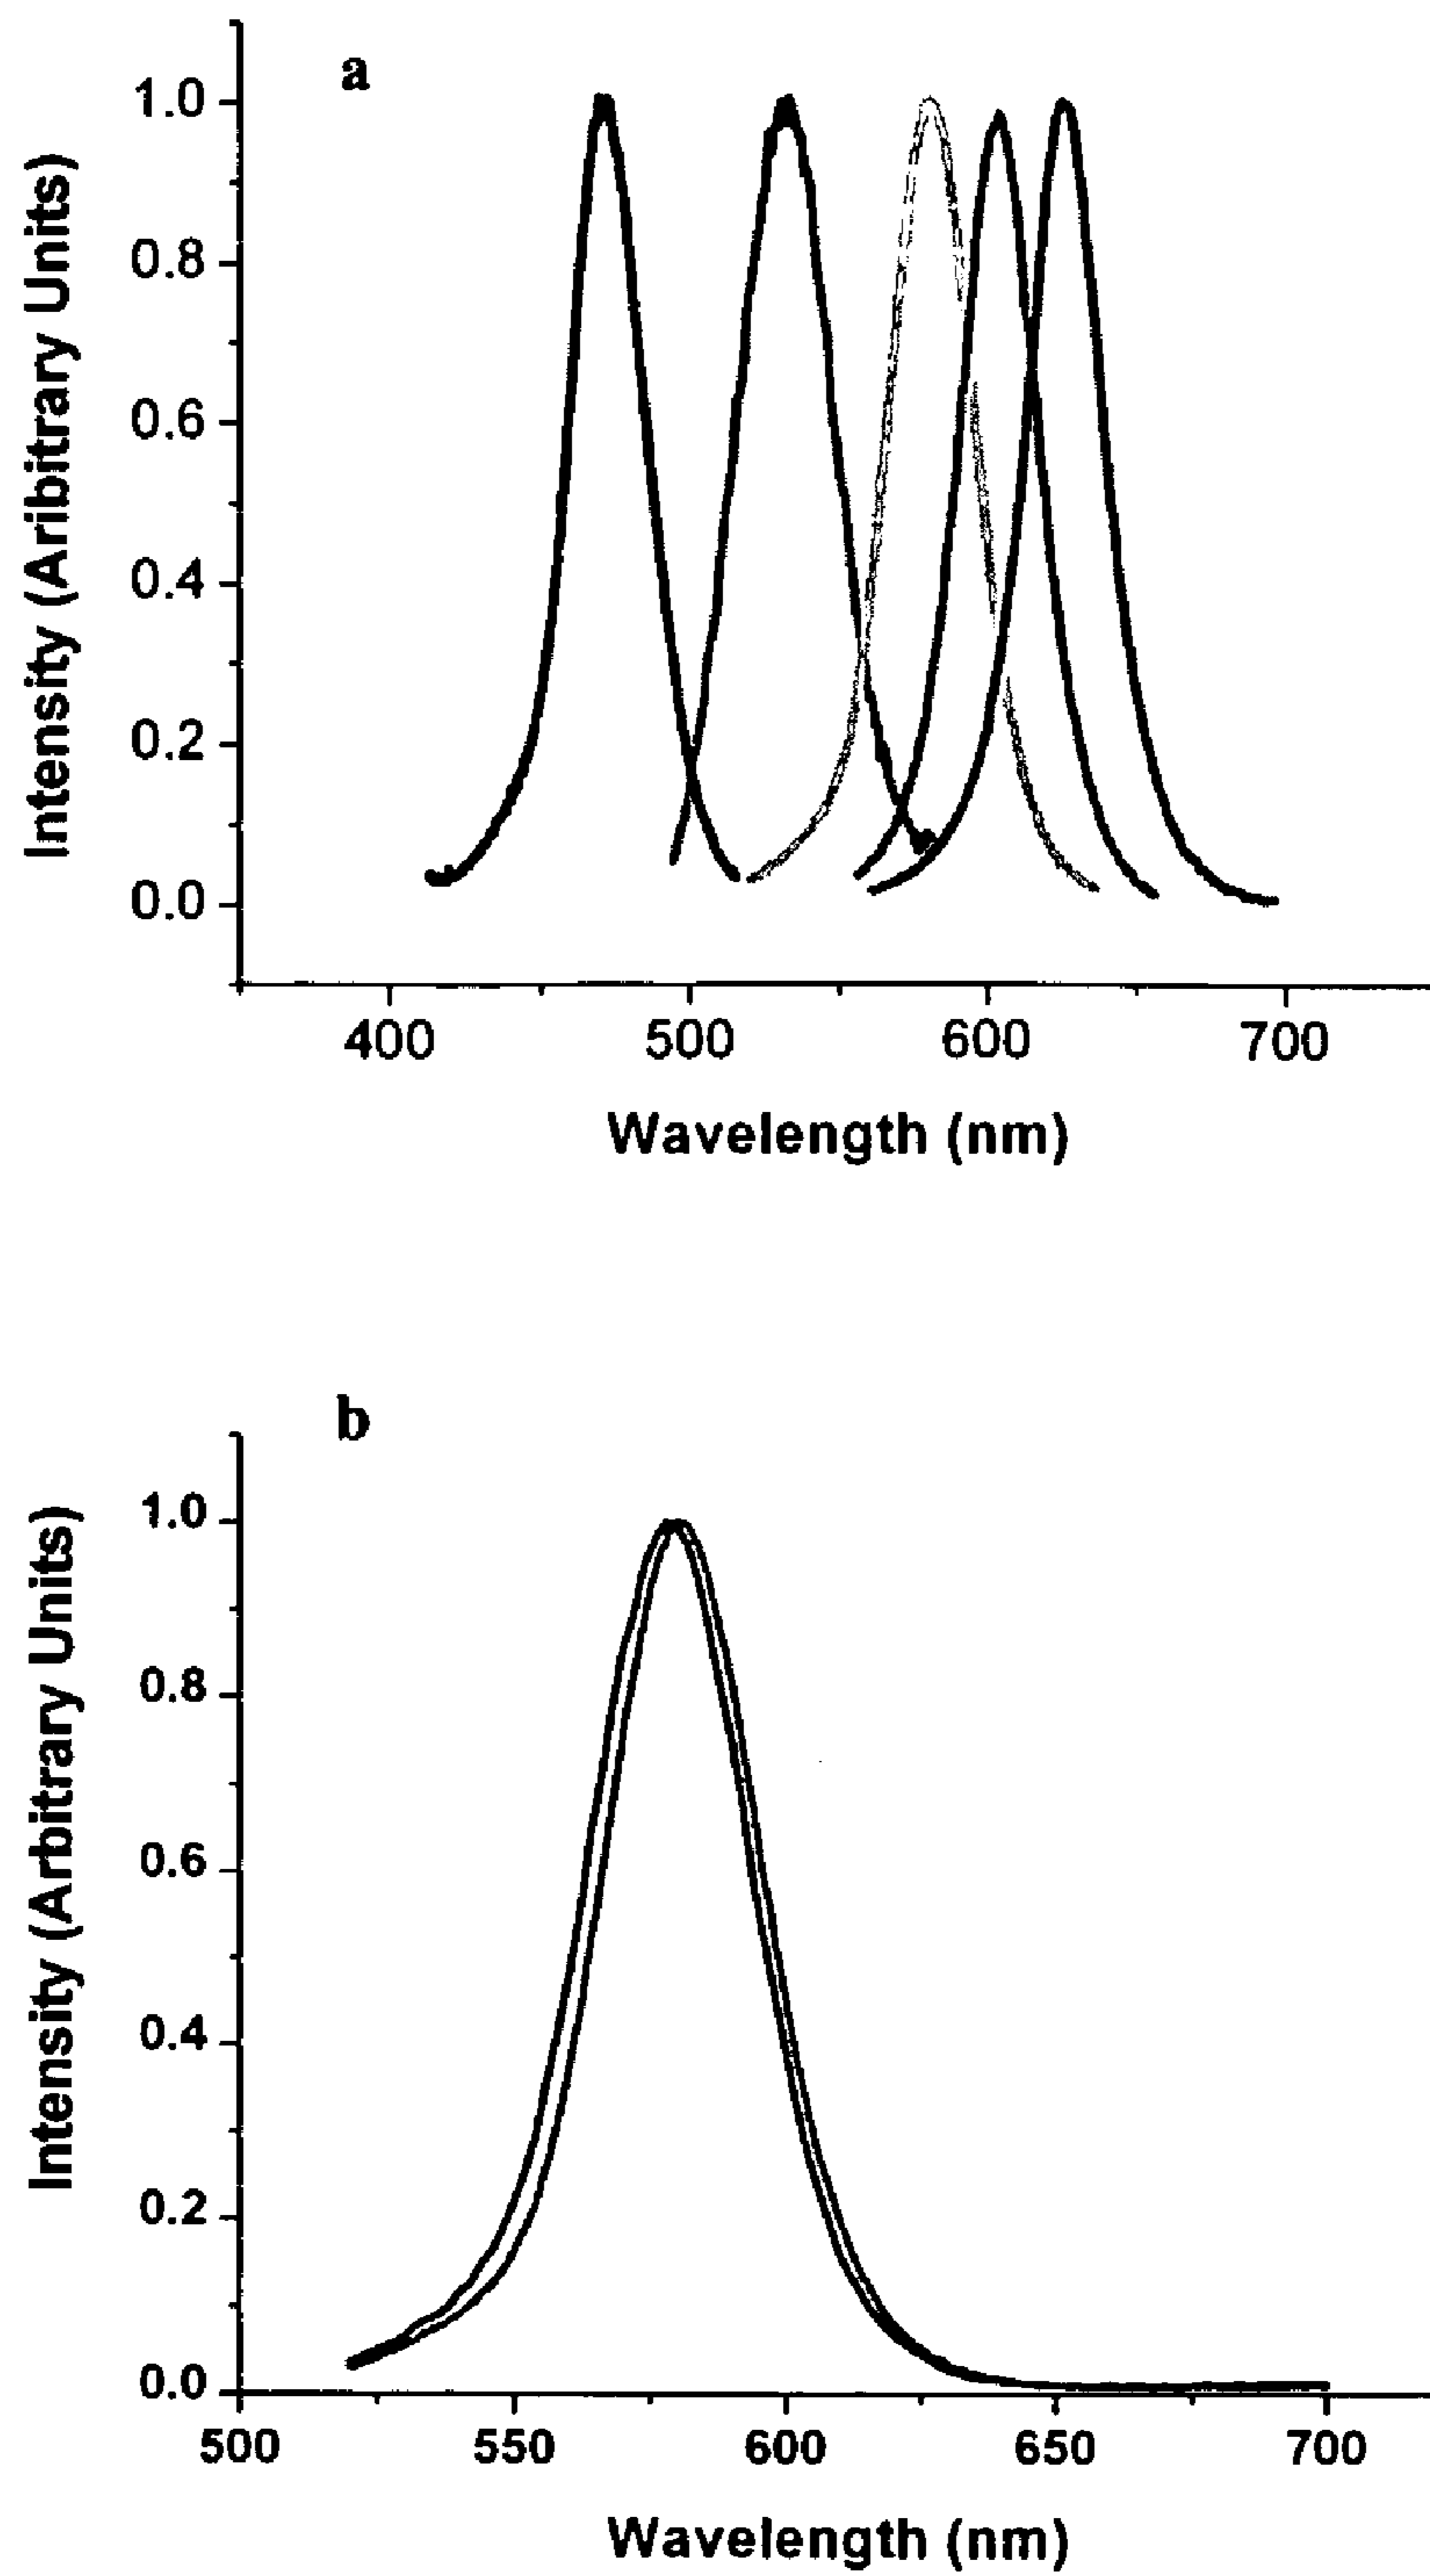 a
Intensity (Aribitrary Units)
1.0
0.8
0.6
0.4
0.2
0.0
400 500 600 700
Wavelength (nm)
b
Intensity (Arbitrary Units)
1.0
0.8
0.6
0.4
0.2
0.0
500 550 600 650 700
Wavelength (nm)